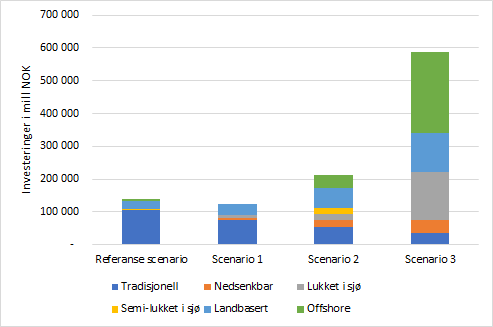 700 000
600 000
500 000
400 000
300 000
200 000
100 000
-
Investeringer i mill NOK
Referanse scenario Scenario 1 Scenario 2 Scenario 3
Tradisjonell Nedsenkbar Lukket i sjø
Semi-lukket i sjø Landbasert Offshore